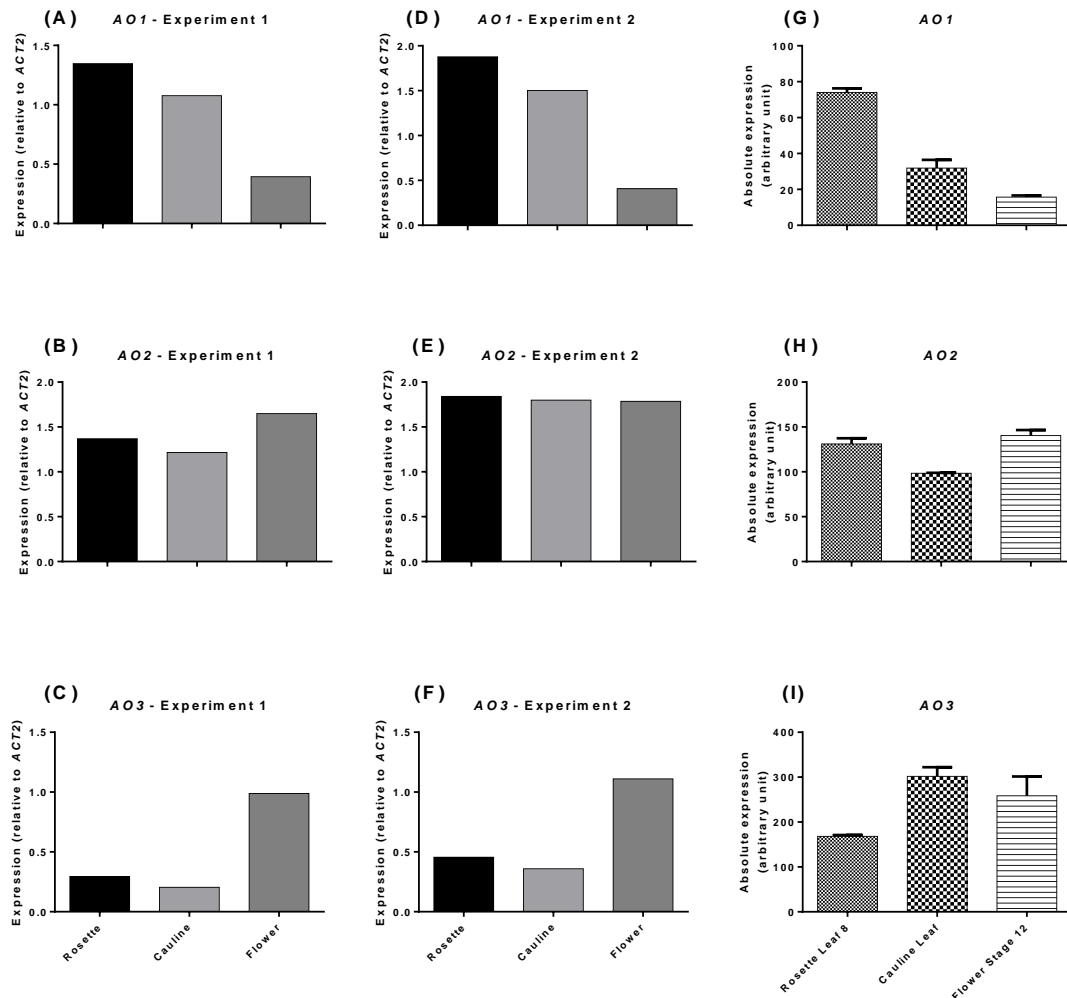 (A) AO1 - Experiment 1
Expression (relative to ACT2)
1.5
1.0
0.5
0.0
(D) AO1 - Experiment 2
Expression (relative to ACT2)
2.0
1.5
1.0
0.5
0.0
(G) AO1
Absolute expression
(arbitrary unit)
100
80
60
40
20
0
(B) AO2 - Experiment 1
Expression (relative to ACT2)
2.0
1.5
1.0
0.5
0.0
(E) AO2 - Experiment 2
Expression (relative to ACT2)
2.0
1.5
1.0
0.5
0.0
(H) AO2
Absolute expression
(arbitrary unit)
200
150
100
50
0
(C) AO3 - Experiment 1
Expression (relative to ACT2)
1.5
1.0
0.5
0.0
Rosette
Cauline
Flower
(F) AO3 - Experiment 2
Expression (relative to ACT2)
1.5
1.0
0.5
0.0
Rosette
Cauline
Flower
(I) AO3
Absolute expression
(arbitrary unit)
400
300
200
100
0
Rosette Leaf 8
Cauline Leaf
Flower Stage 12